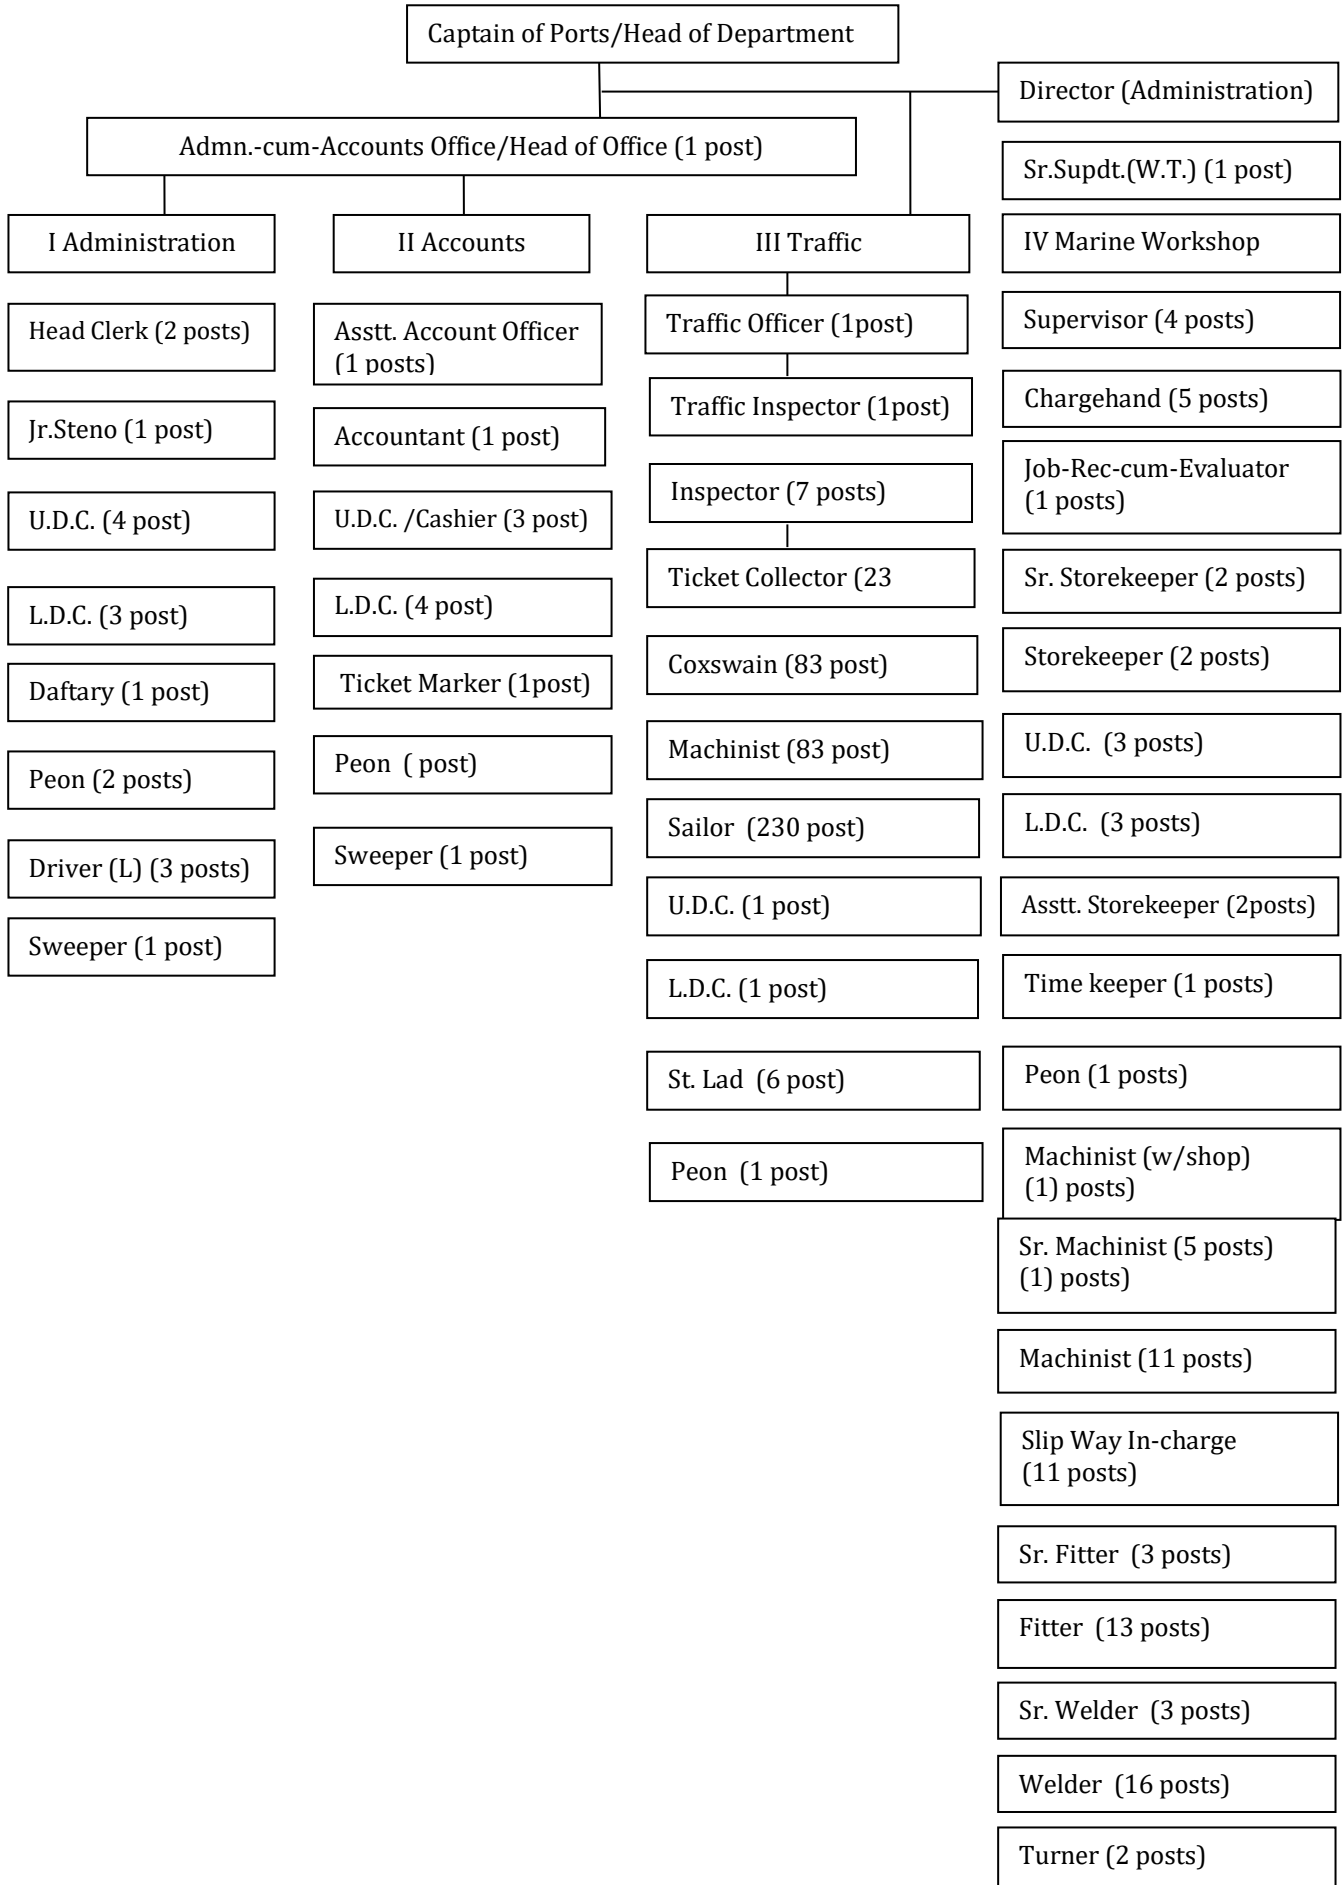 Captain of Ports/Head of Department
Director (Administration)
Admn.-cum-Accounts Office/Head of Office (1 post)
Sr.Supdt.(W.T.) (1 post)
I Administration
II Accounts
III Traffic
IV Marine Workshop
Head Clerk (2 posts)
Jr.Steno (1 post)
U.D.C. (4 post)
L.D.C. (3 post)
Daftary (1 post)
Peon (2 posts)
Driver (L) (3 posts)
Sweeper (1 post)
Asstt. Account Officer
(1 posts)
Accountant (1 post)
U.D.C. /Cashier (3 post)
L.D.C. (4 post)
Ticket Marker (1post)
Peon ( post)
Sweeper (1 post)
Traffic Officer (1post)
Traffic Inspector (1post)
Inspector (7 posts)
Ticket Collector (23
Coxswain (83 post)
Machinist (83 post)
Sailor (230 post)
U.D.C. (1 post)
L.D.C. (1 post)
St. Lad (6 post)
Peon (1 post)
Supervisor (4 posts)
Chargehand (5 posts)
Job-Rec-cum-Evaluator
(1 posts)
Sr. Storekeeper (2 posts)
Storekeeper (2 posts)
U.D.C. (3 posts)
L.D.C. (3 posts)
Asstt. Storekeeper (2posts)
Time keeper (1 posts)
Peon (1 posts)
Machinist (w/shop)
(1) posts)
Sr. Machinist (5 posts)
(1) posts)
Machinist (11 posts)
Slip Way In-charge
(11 posts)
Sr. Fitter (3 posts)
Fitter (13 posts)
Sr. Welder (3 posts)
Welder (16 posts)
Turner (2 posts)